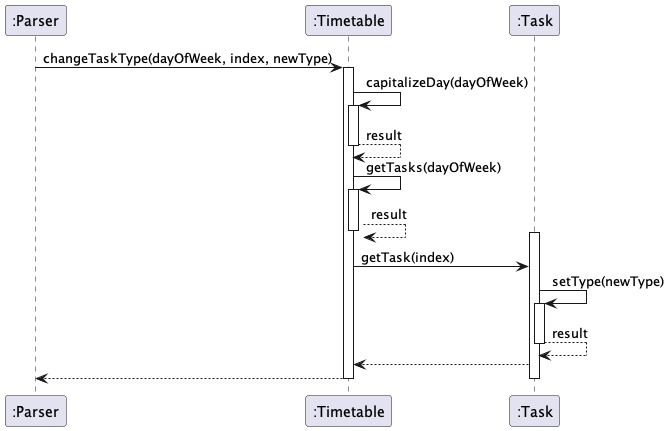 :Parser :Timetable :Task
changeTaskType(dayOfWeek, index, newType)
capitalizeDay(dayOfWeek)
result
getTasks(dayOfWeek)
result
getTask(index)
setType(newType)
result
:Parser :Timetable :Task